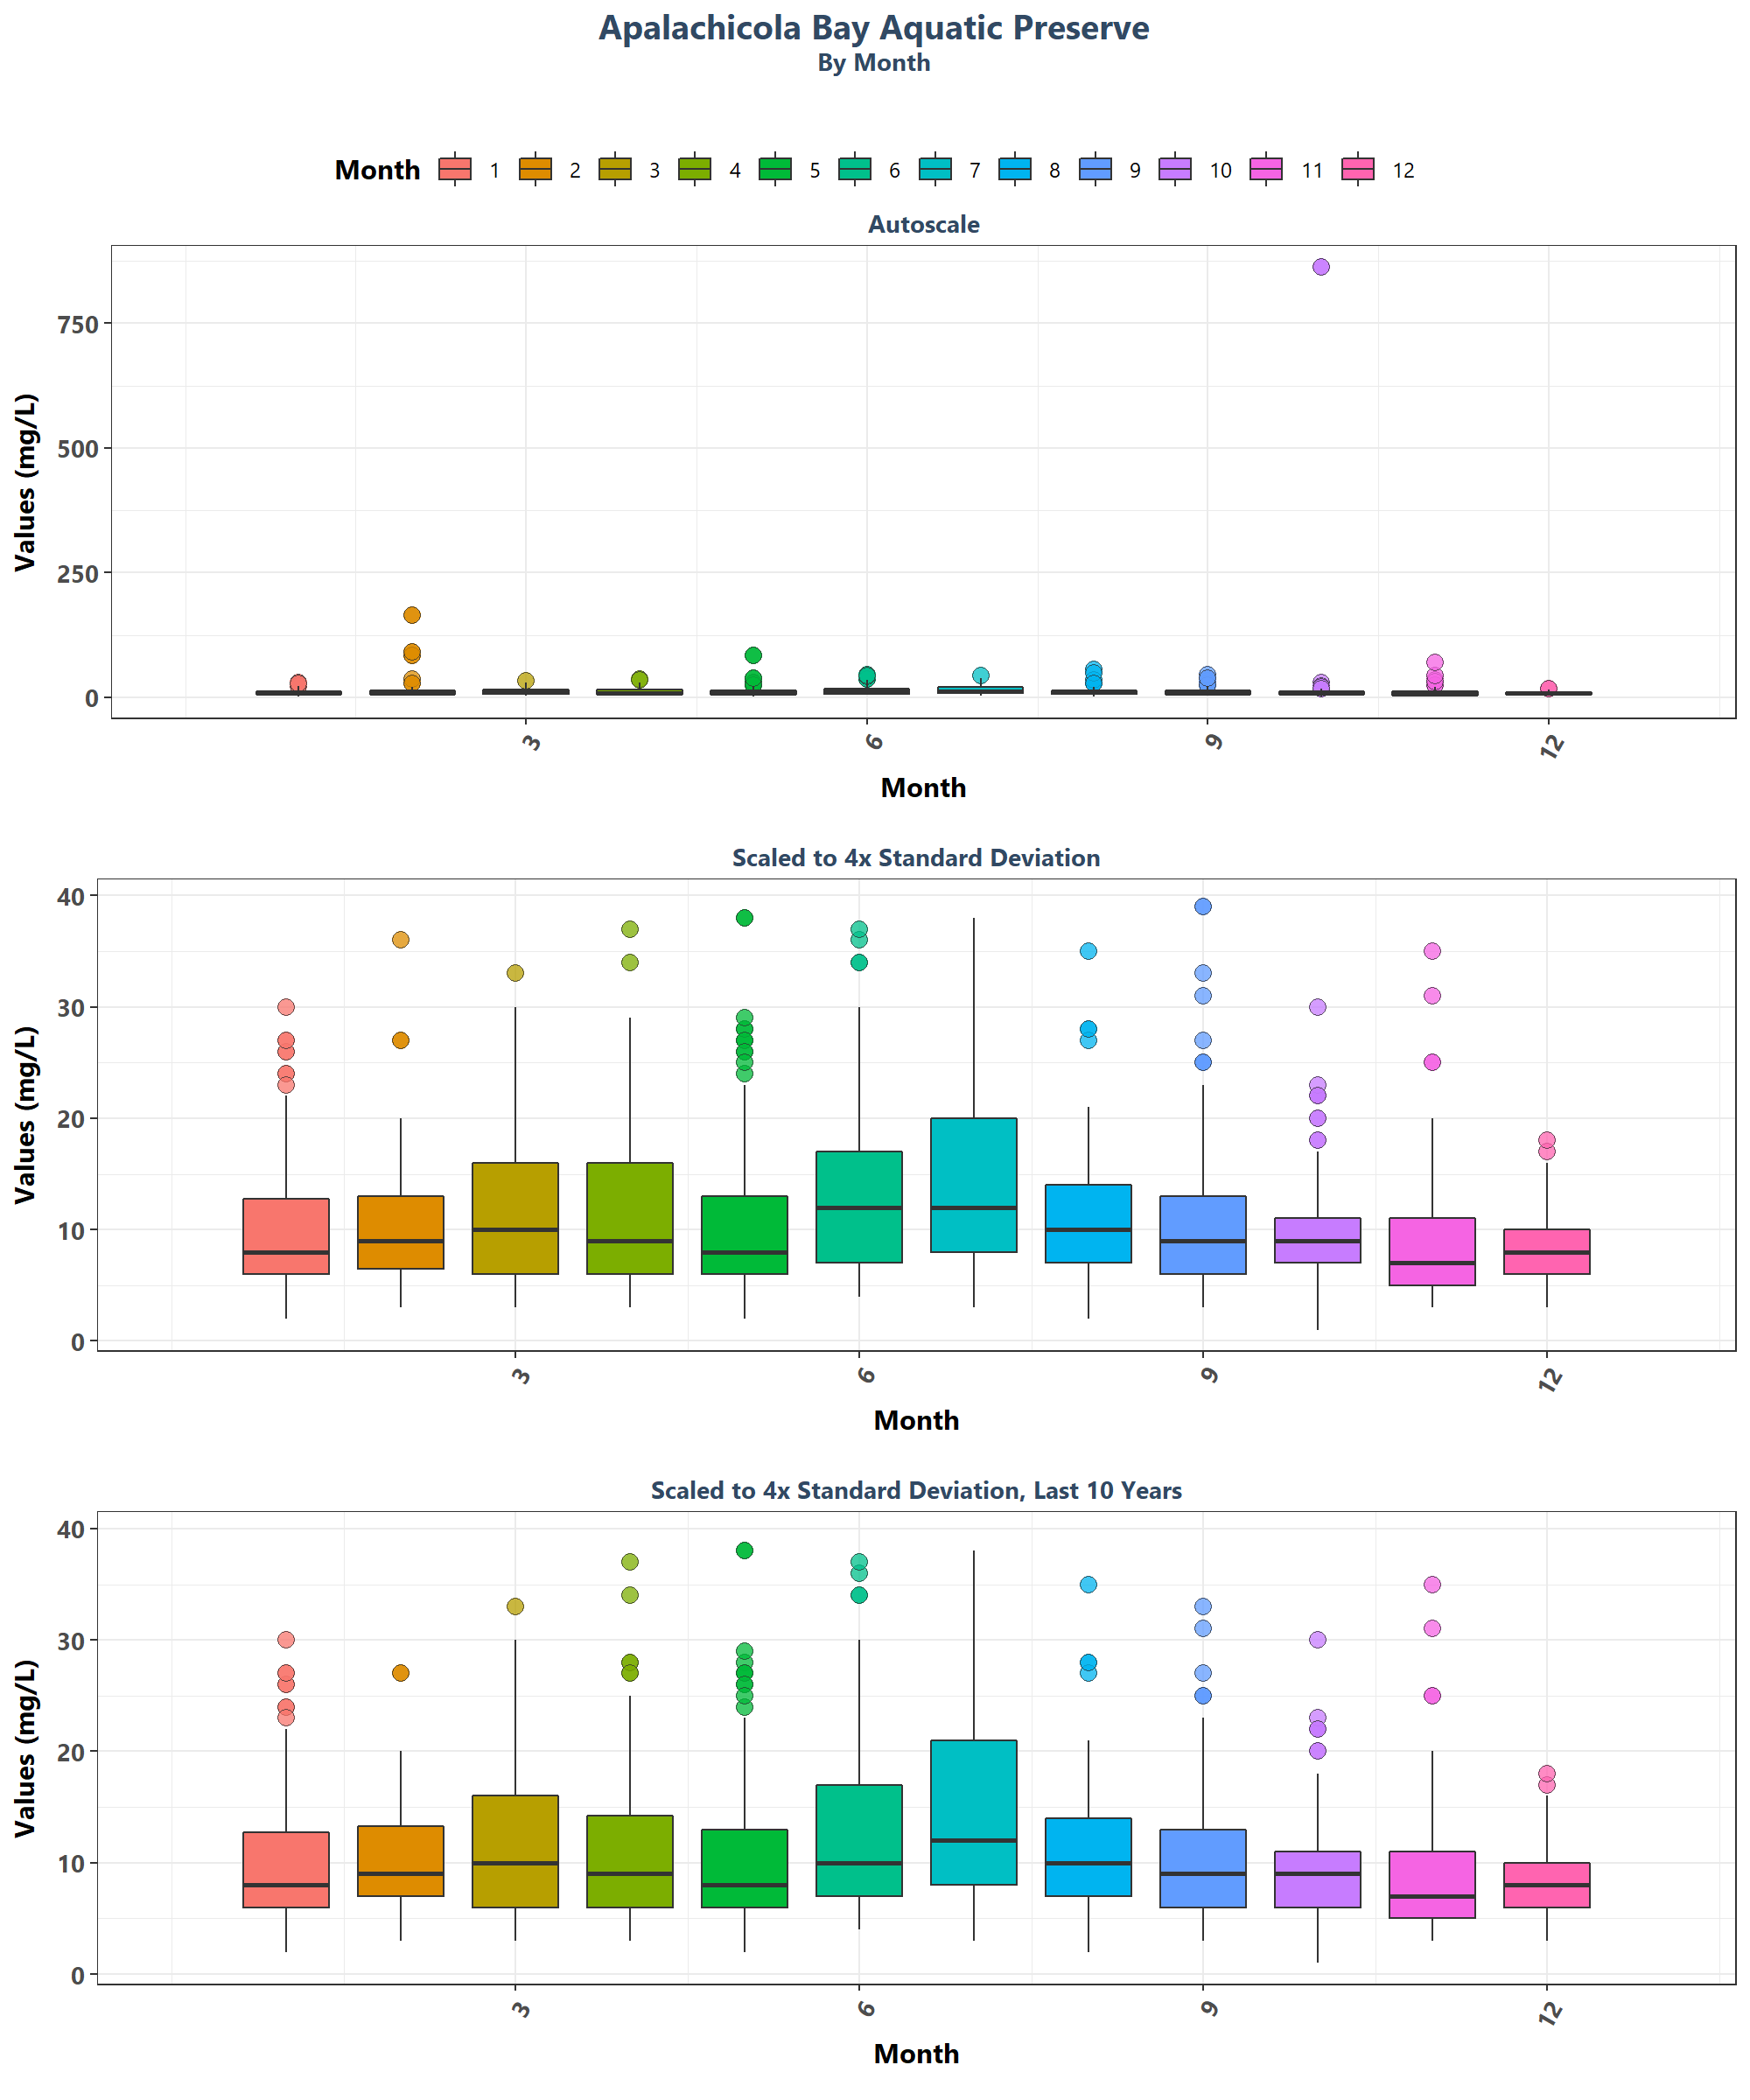 Apalachicola Bay Aquatic Preserve
By Month
Month 1 2 3 4 5 6 7 8 9 10 11 12
Autoscale
Values (mg/L)
750
500
250
0
3 6 9 12
Month
Scaled to 4x Standard Deviation
Values (mg/L)
40
30
20
10
0
3 6 9 12
Month
Scaled to 4x Standard Deviation, Last 10 Years
Values (mg/L)
40
30
20
10
0
3 6 9 12
Month